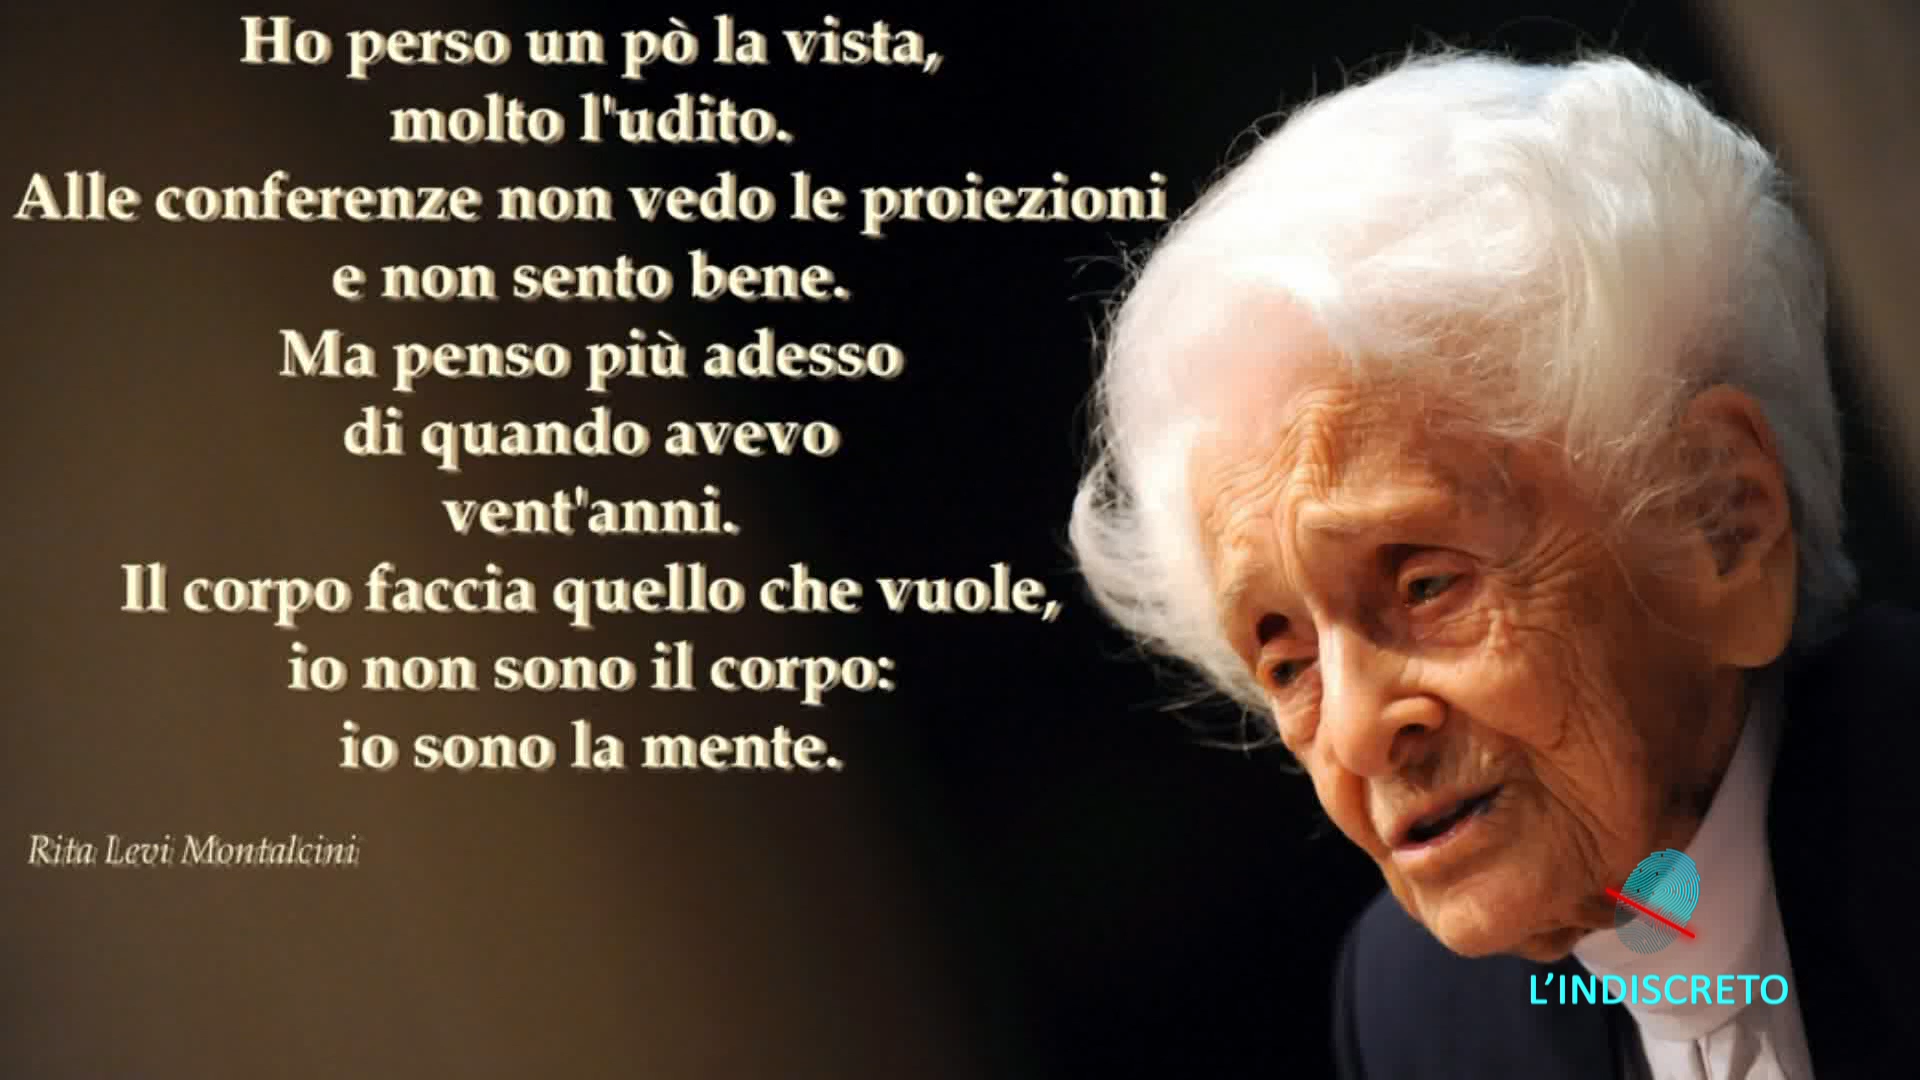 Ho perso un pò la vista,
molto l'udito.
Alle conferenze non vedo le proiezioni
e non sento bene.
Ma penso più adesso
di quando avevo
vent'anni.
Il corpo faccia quello che vuole,
io non sono il corpo:
io sono la mente.
Rita Levi Montalcini
L’INDISCRETO